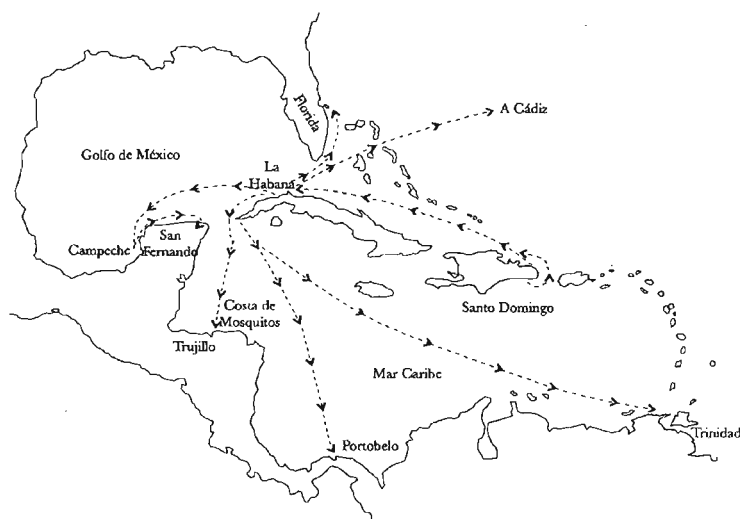 Florida
A Cádiz
Golfo de México
La
Habana
Campeche
San
Fernando
Costa de
Mosquitos
Santo Domingo
Trujillo
Mar Caribe
Portobelo
Trinidad